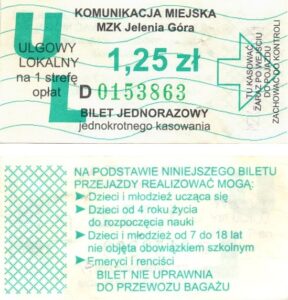 KOMUNIKACJA MIEJSKA
MZK Jelenia Góra
U
L
ULGOWY
LOKALNY
na 1 strefę
opłat
1,25 zł
D 0153863
BILET JEDNORAZOWY
jednokrotnego kasowania
TU KASOWAĆ
ZARAZ PO WEJŚCIU
DO POJAZDU
ZACHOWAĆ DO KONTROLI
NA PODSTAWIE NINIEJSZEGO BILETU
PRZEJAZDY REALIZOWAĆ MOGĄ:
Dzieci i młodzież ucząca się
Dzieci od 4 roku życia
do rozpoczęcia nauki
Dzieci i młodzież od 7 do 18 lat
nie objęta obowiązkiem szkolnym
Emeryci i renciści
BILET NIE UPRAWNIA
DO PRZEWOZU BAGAŻU